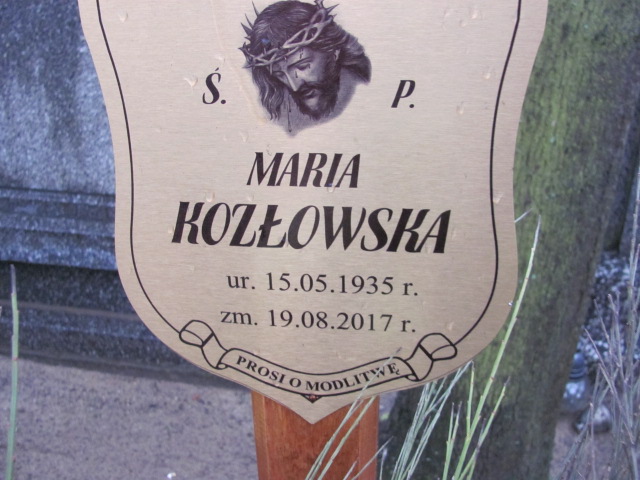 Ś. P.
MARIA
KOZŁOWSKA
ur. 15.05.1935 r.
zm. 19.08.2017 r.
PROSI O MODLITWĘ